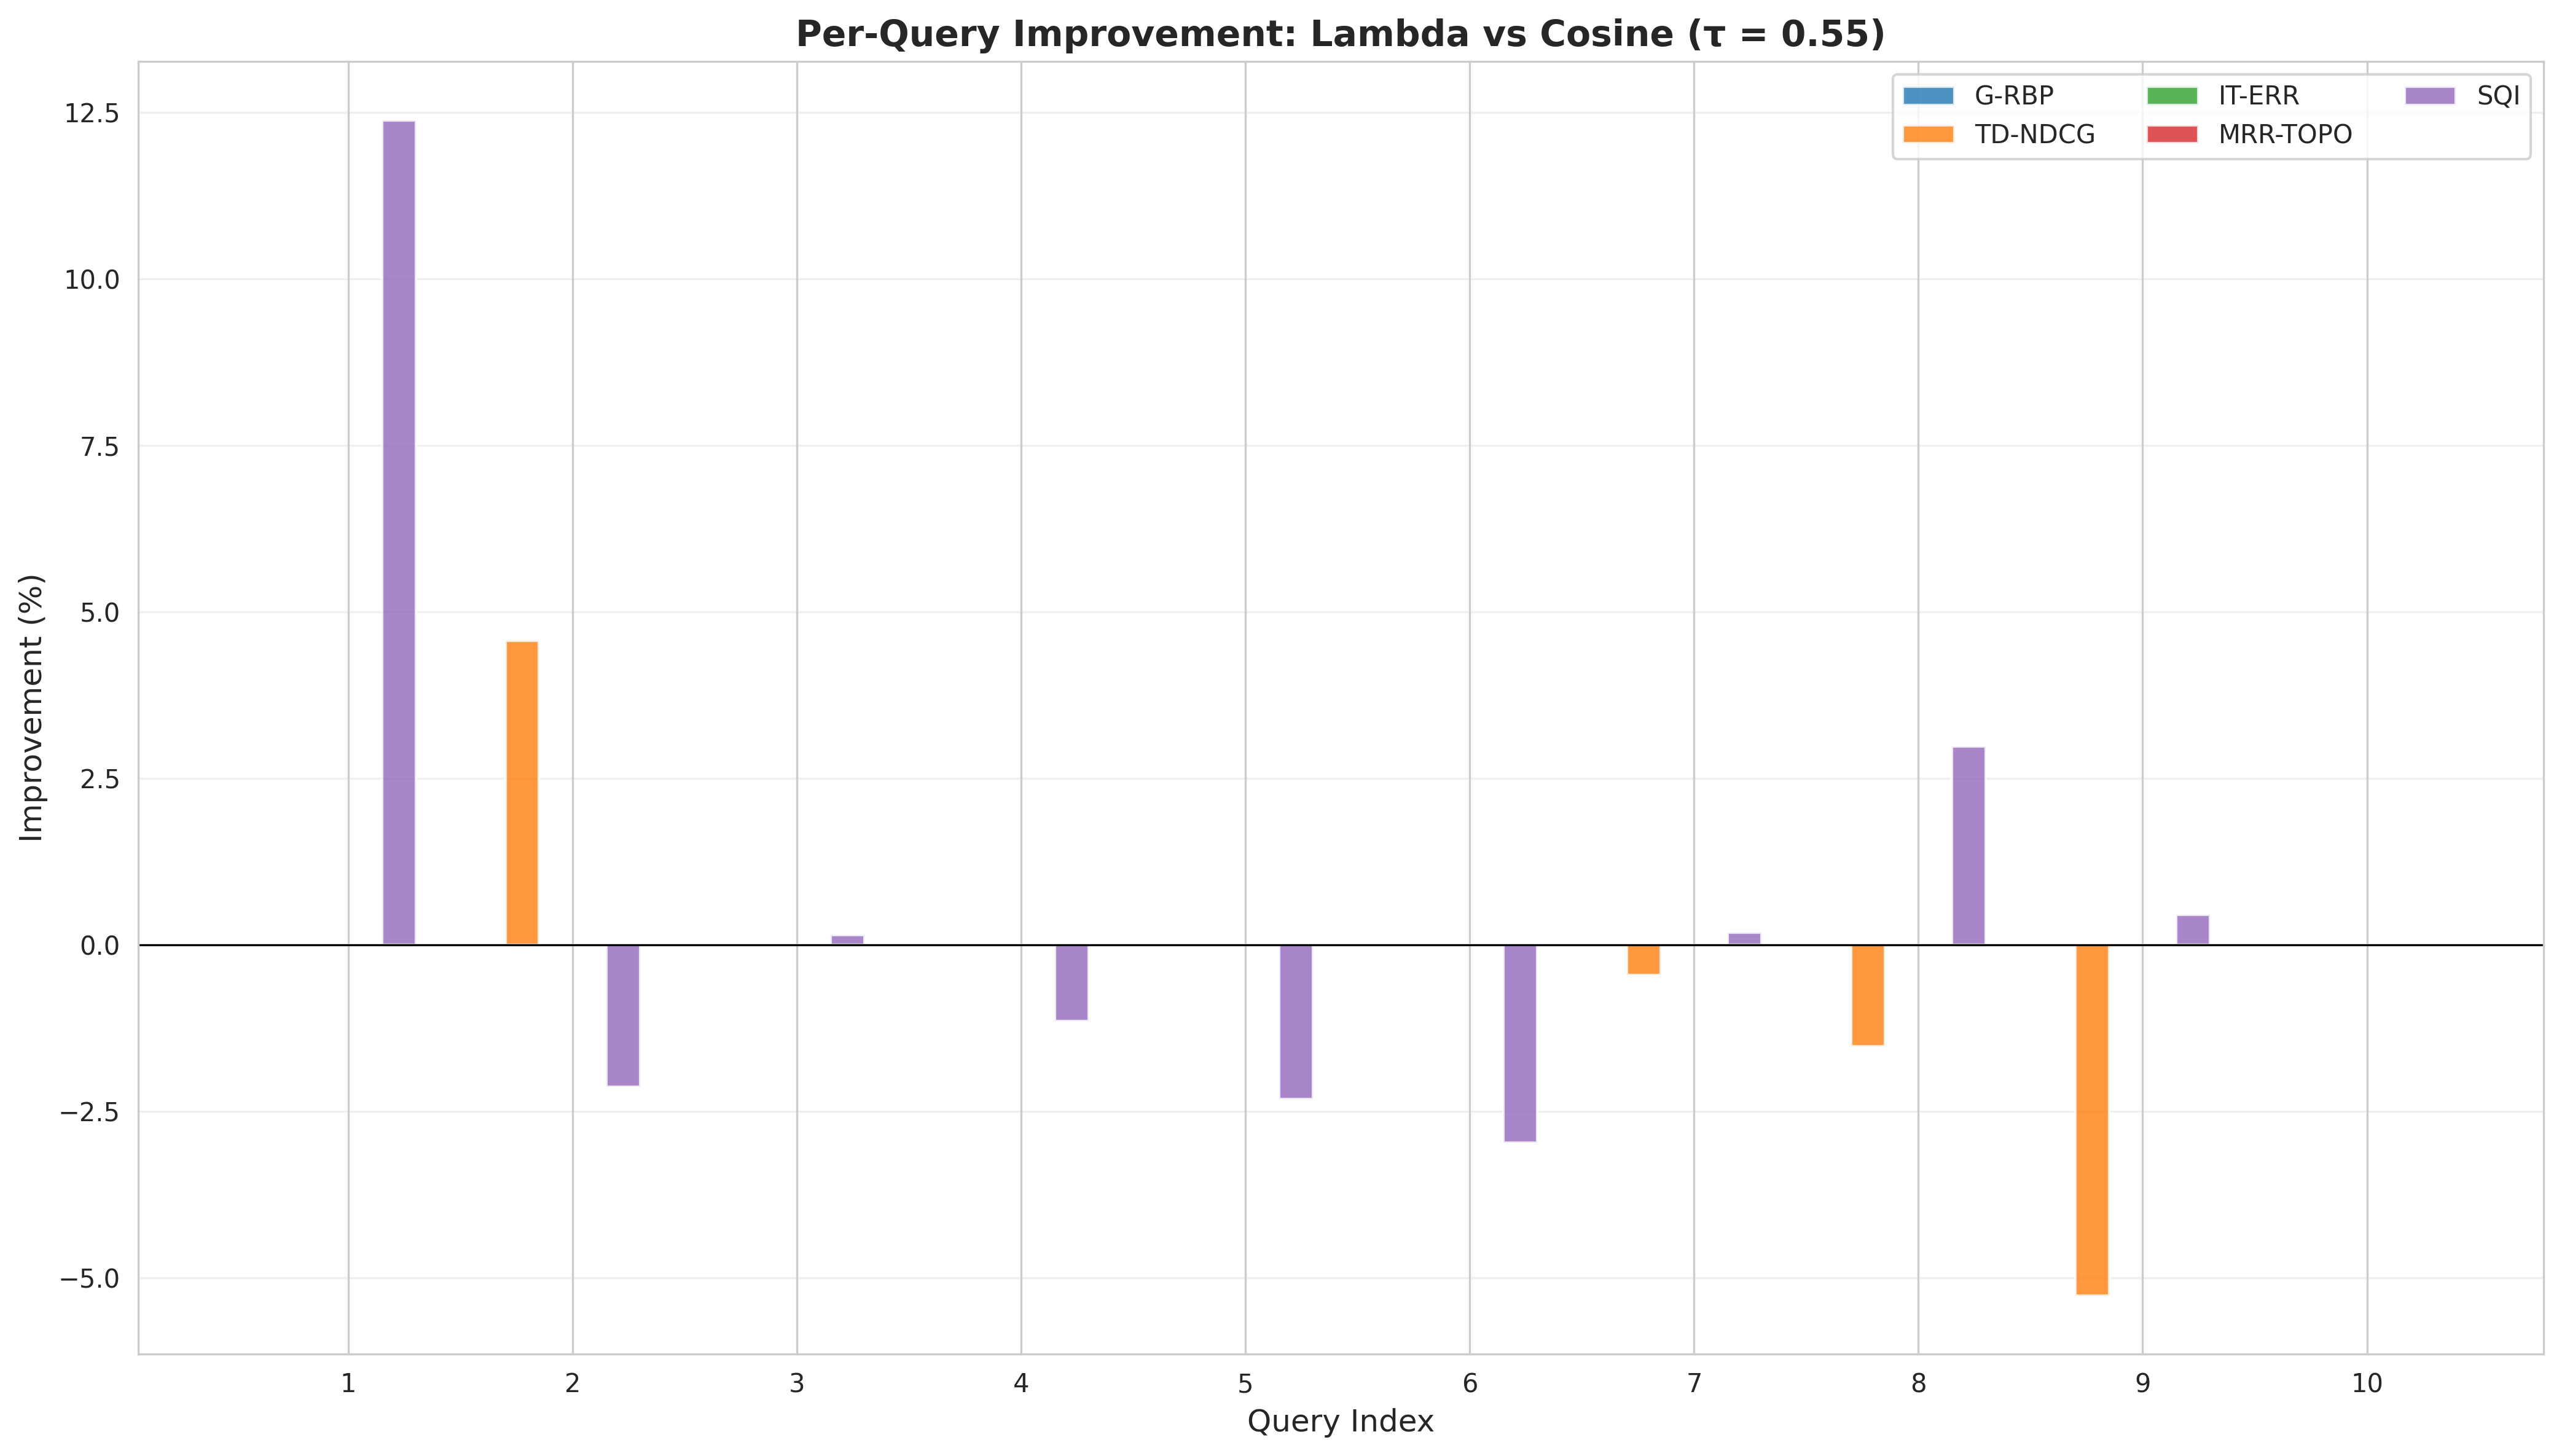 Per-Query Improvement: Lambda vs Cosine (τ = 0.55)
G-RBP
TD-NDCG
IT-ERR
MRR-TOPO
SQI
Improvement (%)
12.5
10.0
7.5
5.0
2.5
0.0
−2.5
−5.0
1 2 3 4 5 6 7 8 9 10
Query Index